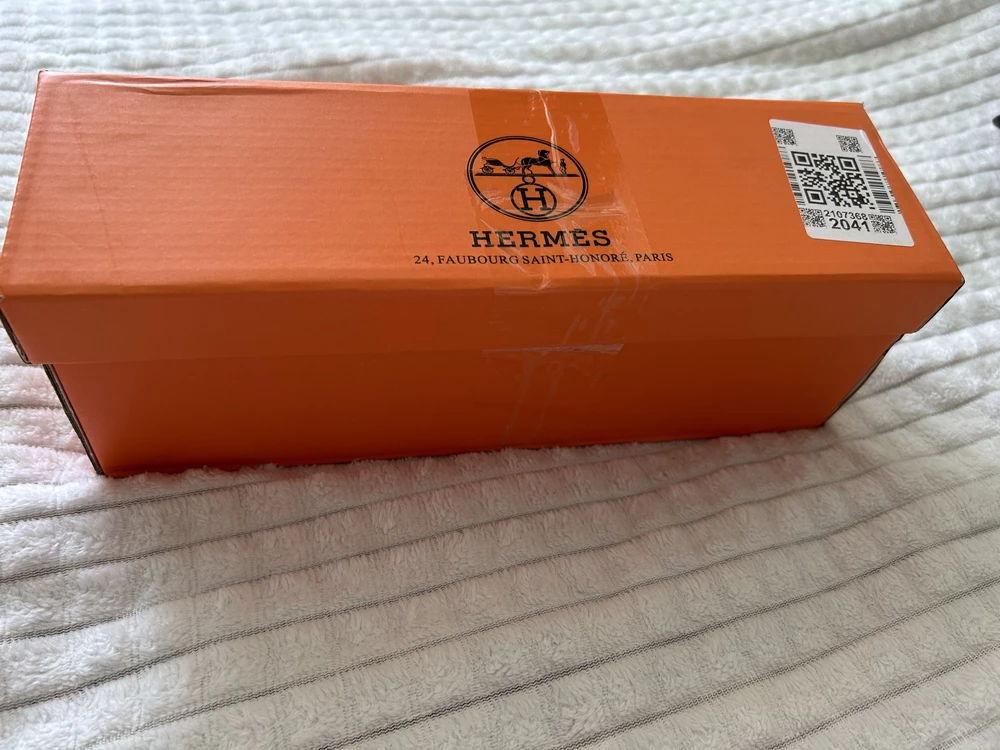 H
HERMÈS
24, FAUBOURG SAINT-HONORÉ, PARIS
2107368
2041